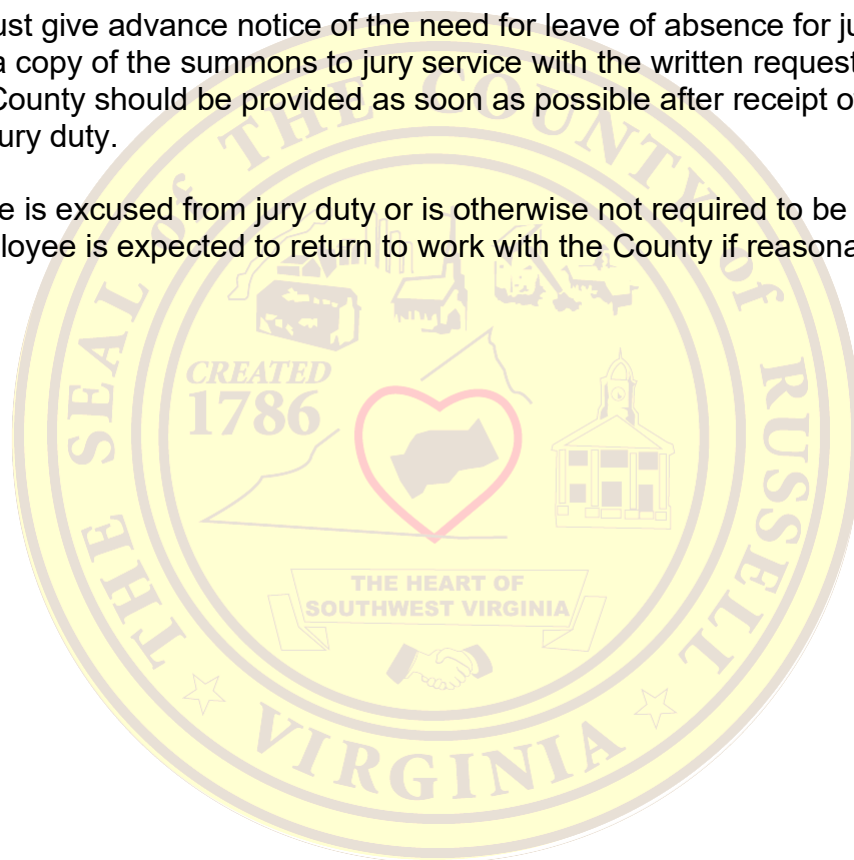 ust give advance notice of the need for leave of absence for ju
a copy of the summons to jury service with the written request
County should be provided as soon as possible after receipt o
ury duty.
e is excused from jury duty or is otherwise not required to be
loyee is expected to return to work with the County if reasona
THE SEAL of THE COUNTY of RUSSELL
CREATED
1786
THE HEART OF
SOUTHWEST VIRGINIA
VIRGINIA